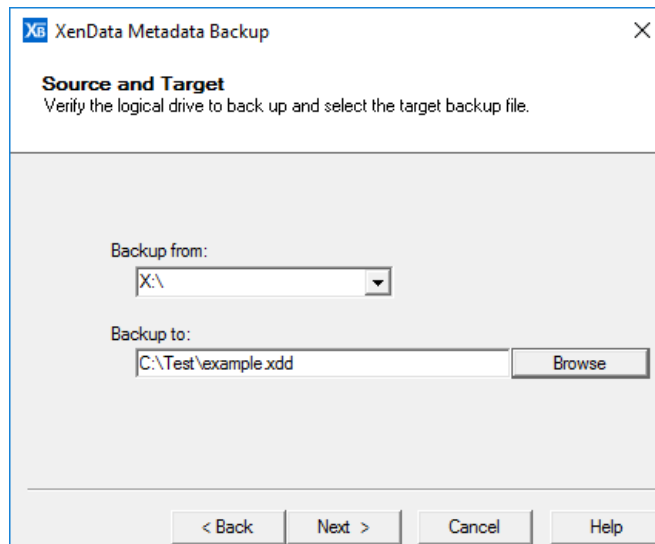 XB XenData Metadata Backup
Source and Target
Verify the logical drive to back up and select the target backup file.
Backup from:
X:\
Backup to:
C:\Test\example.xdd
Browse
< Back
Next >
Cancel
Help